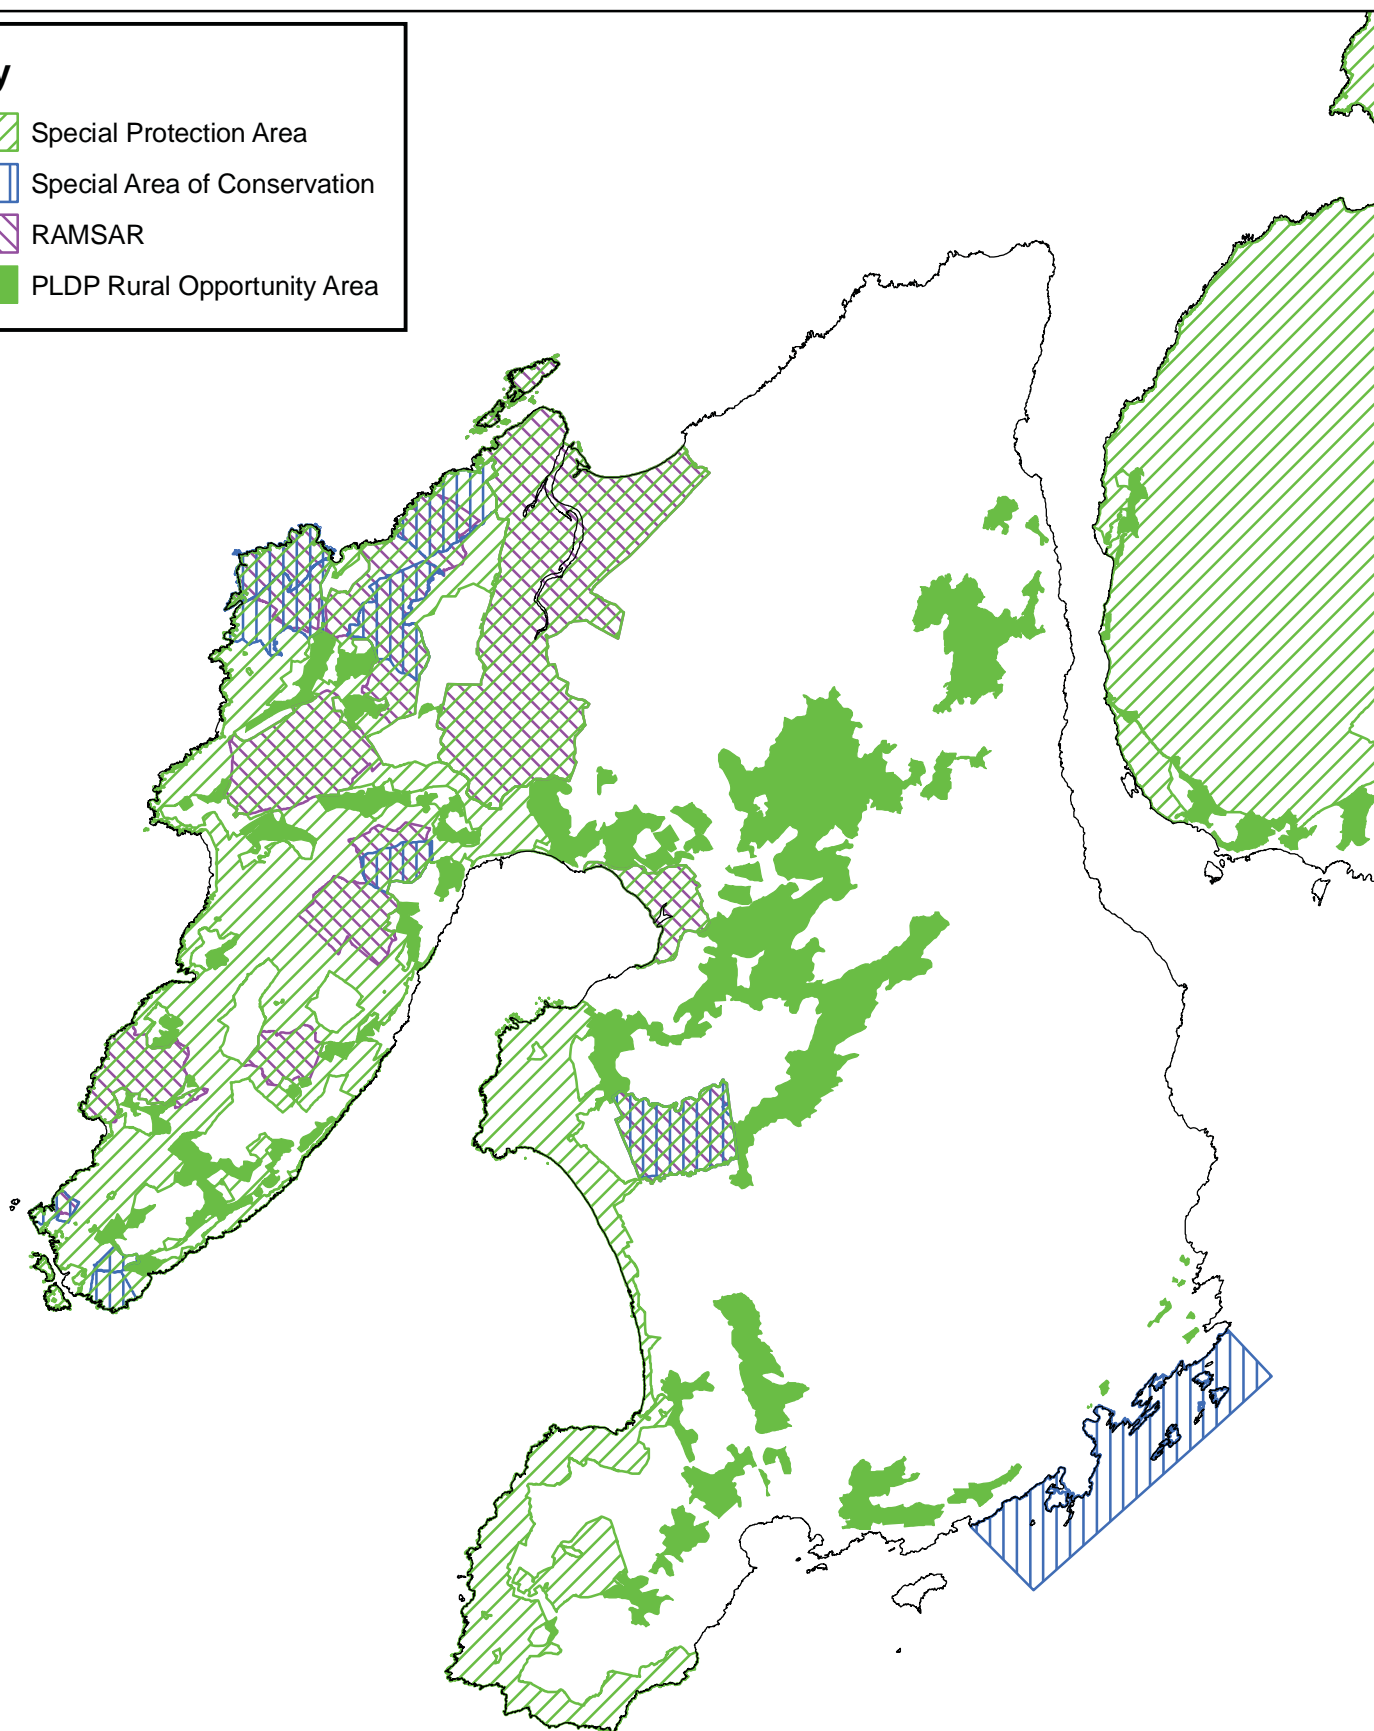 y
Special Protection Area
Special Area of Conservation
RAMSAR
PLDP Rural Opportunity Area